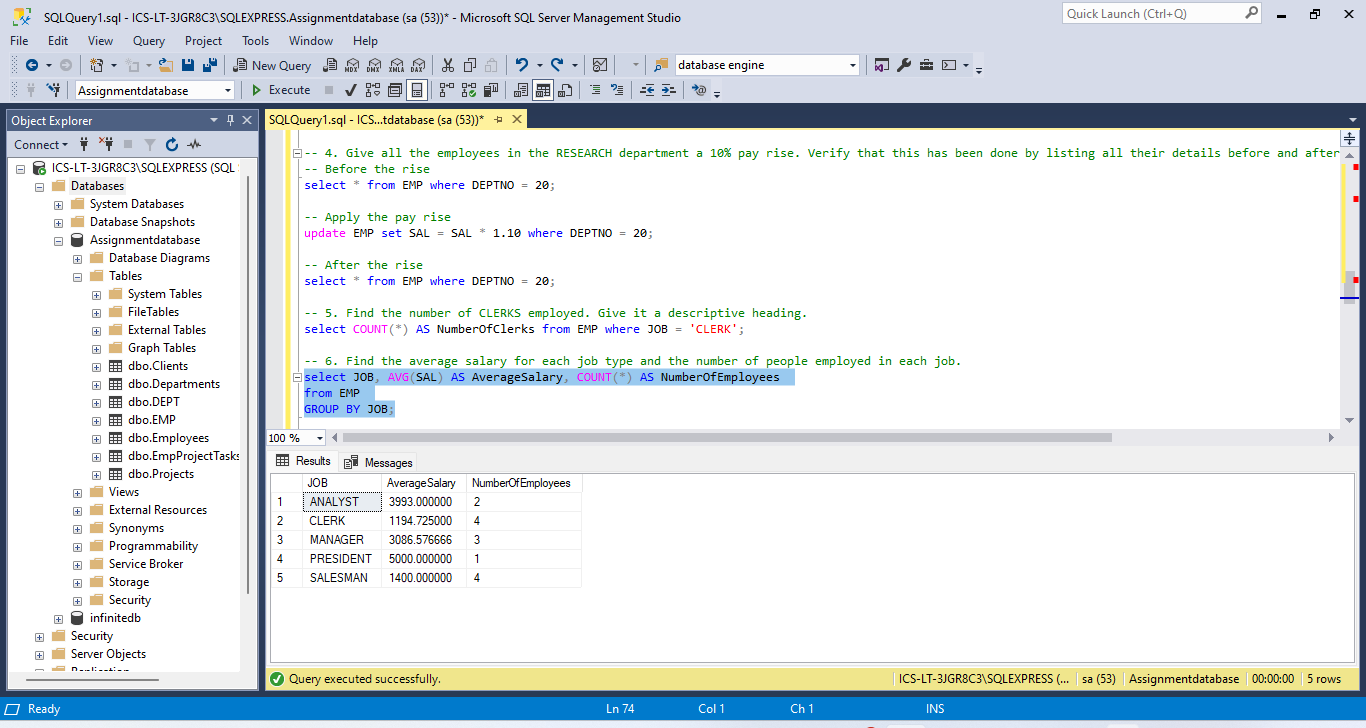 SQLQuery1.sql - ICS-LT-3JGR8C3\SQLEXPRESS.Assignmentdatabase (sa (53))* - Microsoft SQL Server Management Studio
Quick Launch (Ctrl+Q)
File Edit View Query Project Tools Window Help
New Query MDX DMX XMLA DAX database engine
Assignmentdatabase Execute
Object Explorer
Connect
ICS-LT-3JGR8C3\SQLEXPRESS (SQL
Databases
System Databases
Database Snapshots
Assignmentdatabase
Database Diagrams
Tables
System Tables
FileTables
External Tables
Graph Tables
dbo.Clients
dbo.Departments
dbo.DEPT
dbo.EMP
dbo.Employees
dbo.EmpProjectTasks
dbo.Projects
Views
External Resources
Synonyms
Programmability
Service Broker
Storage
Security
infinitedb
Security
Server Objects
Replication
SQLQuery1.sql - ICS...tdatabase (sa (53))*
-- 4. Give all the employees in the RESEARCH department a 10% pay rise. Verify that this has been done by listing all their details before and after
-- Before the rise
select * from EMP where DEPTNO = 20;
-- Apply the pay rise
update EMP set SAL = SAL * 1.10 where DEPTNO = 20;
-- After the rise
select * from EMP where DEPTNO = 20;
-- 5. Find the number of CLERKS employed. Give it a descriptive heading.
select COUNT(*) AS NumberOfClerks from EMP where JOB = 'CLERK';
-- 6. Find the average salary for each job type and the number of people employed in each job.
select JOB, AVG(SAL) AS AverageSalary, COUNT(*) AS NumberOfEmployees
from EMP
GROUP BY JOB;
100 %
Results Messages
JOB AverageSalary NumberOfEmployees
1 ANALYST 3993.000000 2
2 CLERK 1194.725000 4
3 MANAGER 3086.576666 3
4 PRESIDENT 5000.000000 1
5 SALESMAN 1400.000000 4
Query executed successfully. ICS-LT-3JGR8C3\SQLEXPRESS (... sa (53) Assignmentdatabase 00:00:00 5 rows
Ready Ln 74 Col 1 Ch 1 INS